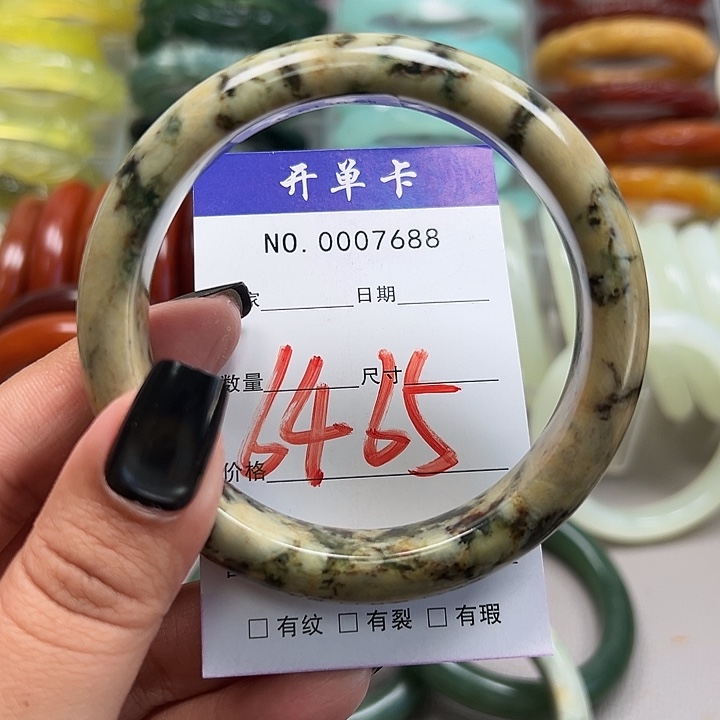 开单卡
NO. 0007688
家 日期
数量 尺寸
6465
价格
有纹 有裂 有瑕